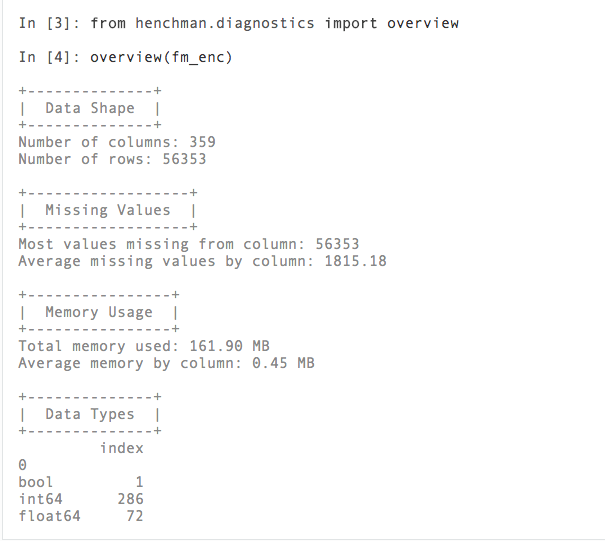 In [3]: from henchman.diagnostics import overview
In [4]: overview(fm_enc)
+--------------+
|  Data Shape  |
+--------------+
Number of columns: 359
Number of rows: 56353
+------------------+
|  Missing Values  |
+------------------+
Most values missing from column: 56353
Average missing values by column: 1815.18
+----------------+
|  Memory Usage  |
+----------------+
Total memory used: 161.90 MB
Average memory by column: 0.45 MB
+--------------+
|  Data Types  |
+--------------+
         index
0
bool         1
int64      286
float64     72